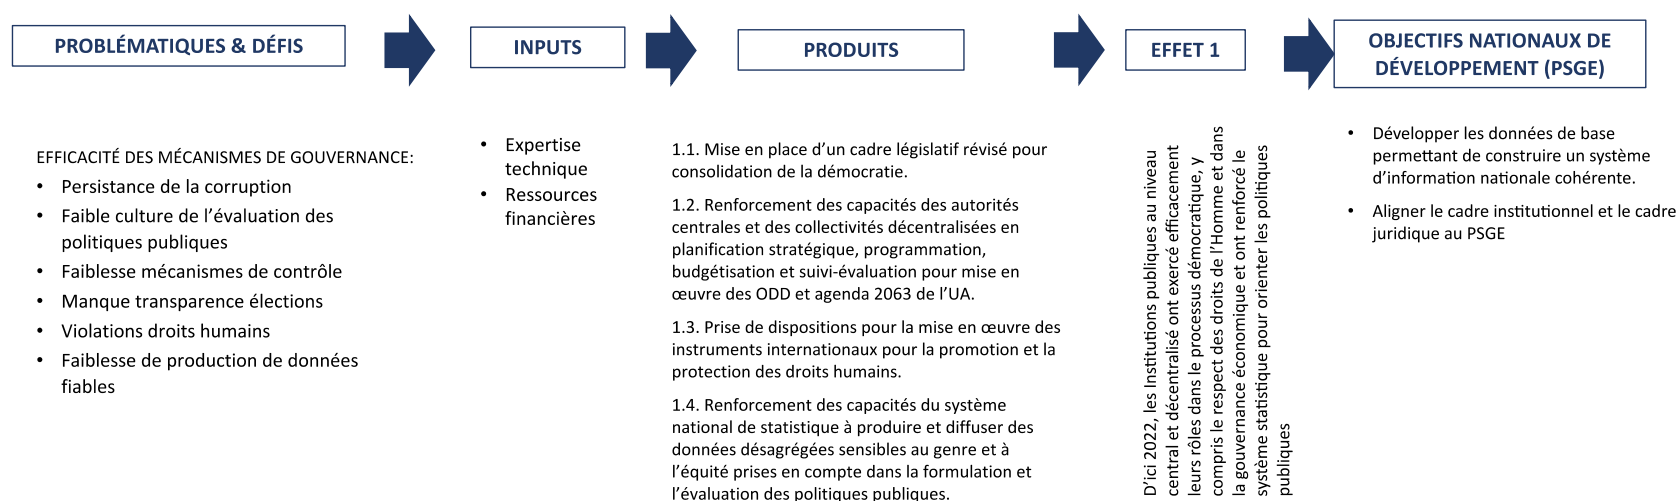 PROBLÉMATIQUES & DÉFIS
INPUTS
PRODUITS
EFFET 1
OBJECTIFS NATIONAUX DE
DÉVELOPPEMENT (PSGE)
EFFICACITÉ DES MÉCANISMES DE GOUVERNANCE:
• Persistance de la corruption
• Faible culture de l’évaluation des
politiques publiques
• Faiblesse mécanismes de contrôle
• Manque transparence élections
• Violations droits humains
• Faiblesse de production de données
fiables
• Expertise
technique
• Ressources
financières
1.1. Mise en place d’un cadre législatif révisé pour
consolidation de la démocratie.
1.2. Renforcement des capacités des autorités
centrales et des collectivités décentralisées en
planification stratégique, programmation,
budgétisation et suivi-évaluation pour mise en
œuvre des ODD et agenda 2063 de l’UA.
1.3. Prise de dispositions pour la mise en œuvre des
instruments internationaux pour la promotion et la
protection des droits humains.
1.4. Renforcement des capacités du système
national de statistique à produire et diffuser des
données désagrégées sensibles au genre et à
l’équité prises en compte dans la formulation et
l’évaluation des politiques publiques.
D’ici 2022, les Institutions publiques au niveau
central et décentralisé ont exercé efficacement
leurs rôles dans le processus démocratique, y
compris le respect des droits de l’Homme et dans
la gouvernance économique et ont renforcé le
système statistique pour orienter les politiques
publiques
• Développer les données de base
permettant de construire un système
d’information nationale cohérente.
• Aligner le cadre institutionnel et le cadre
juridique au PSGE